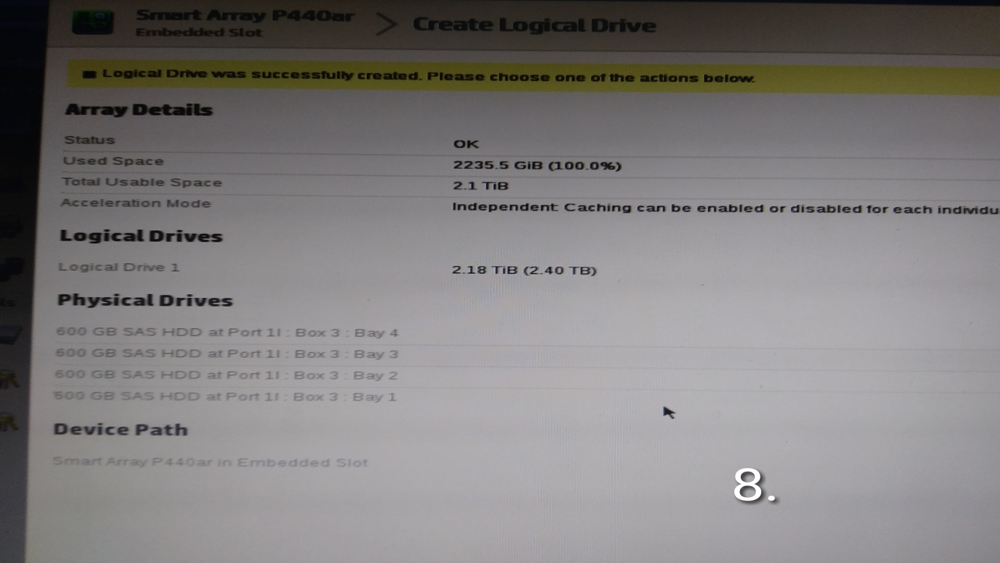 Smart Array P440ar
Embedded Slot
Create Logical Drive
Logical Drive was successfully created. Please choose one of the actions below.
Array Details
Status OK
Used Space 2235.5 GiB (100.0%)
Total Usable Space 2.1 TiB
Acceleration Mode Independent: Caching can be enabled or disabled for each individu
Logical Drives
Logical Drive 1 2.18 TiB (2.40 TB)
Physical Drives
600 GB SAS HDD at Port 1I : Box 3 : Bay 4
600 GB SAS HDD at Port 1I : Box 3 : Bay 3
600 GB SAS HDD at Port 1I : Box 3 : Bay 2
600 GB SAS HDD at Port 1I : Box 3 : Bay 1
Device Path
Smart Array P440ar in Embedded Slot
8.